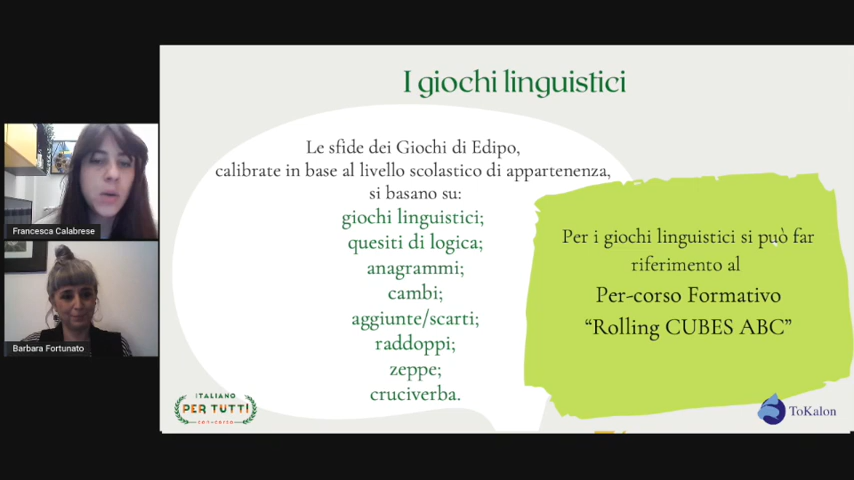 I giochi linguistici
Le sfide dei Giochi di Edipo,
calibrate in base al livello scolastico di appartenenza,
si basano su:
giochi linguistici;
quesiti di logica;
anagrammi;
cambi;
aggiunte/scarti;
raddoppi;
zeppe;
cruciverba.
Per i giochi linguistici si può far
riferimento al
Per-corso Formativo
“Rolling CUBES ABC”
Francesca Calabrese
Barbara Fortunato
ITALIANO
PER TUTTI
CON-CORSO
ToKalon